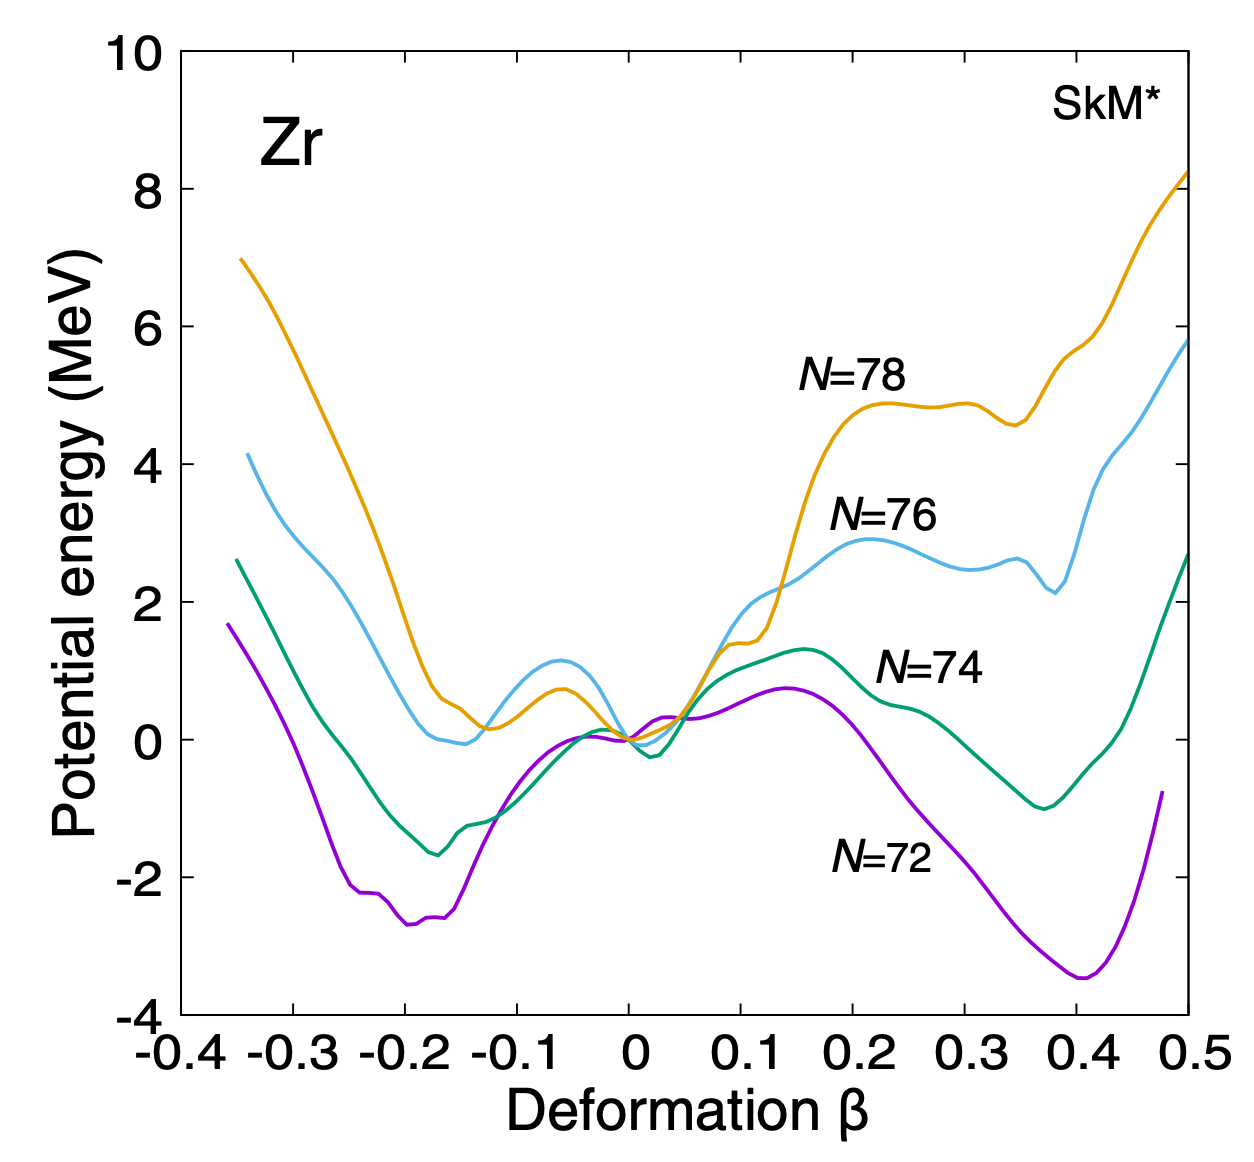 10
8
6
4
2
0
-2
-4
Potential energy (MeV)
Zr
SkM*
N=78
N=76
N=74
N=72
-0.4 -0.3 -0.2 -0.1 0 0.1 0.2 0.3 0.4 0.5
Deformation β